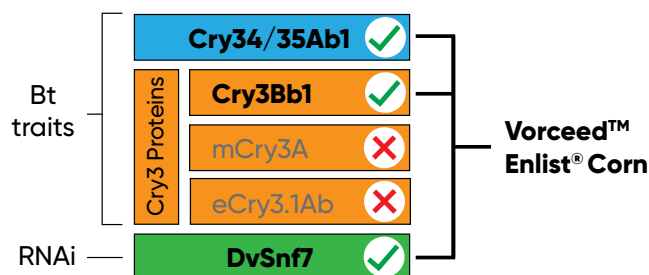 Cry34/35Ab1
Bt
traits
Cry3 Proteins
Cry3Bb1
mCry3A
eCry3.1Ab
Vorceed™
Enlist® Corn
RNAi
DvSnf7